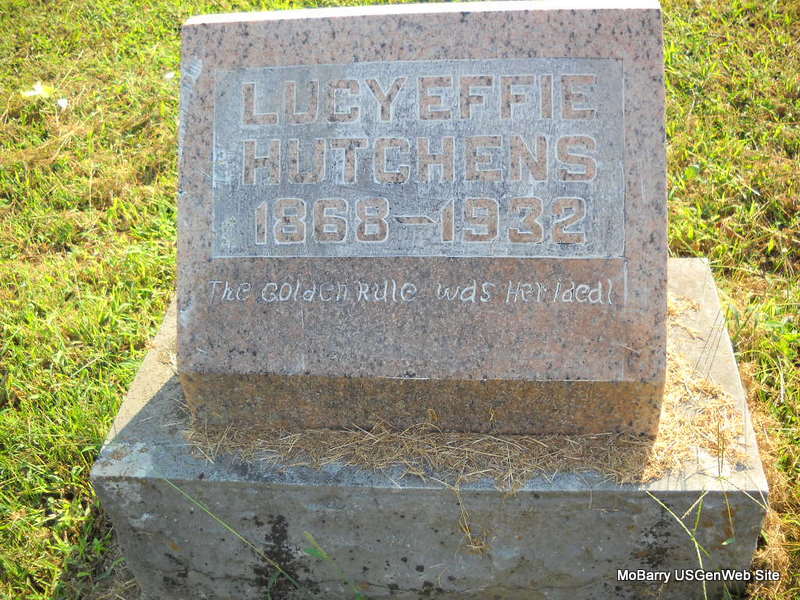 LUCY EFFIE
HUTCHENS
1868-1932
The GOlden RUle was Her Ideal
MoBarry USGenWeb Site